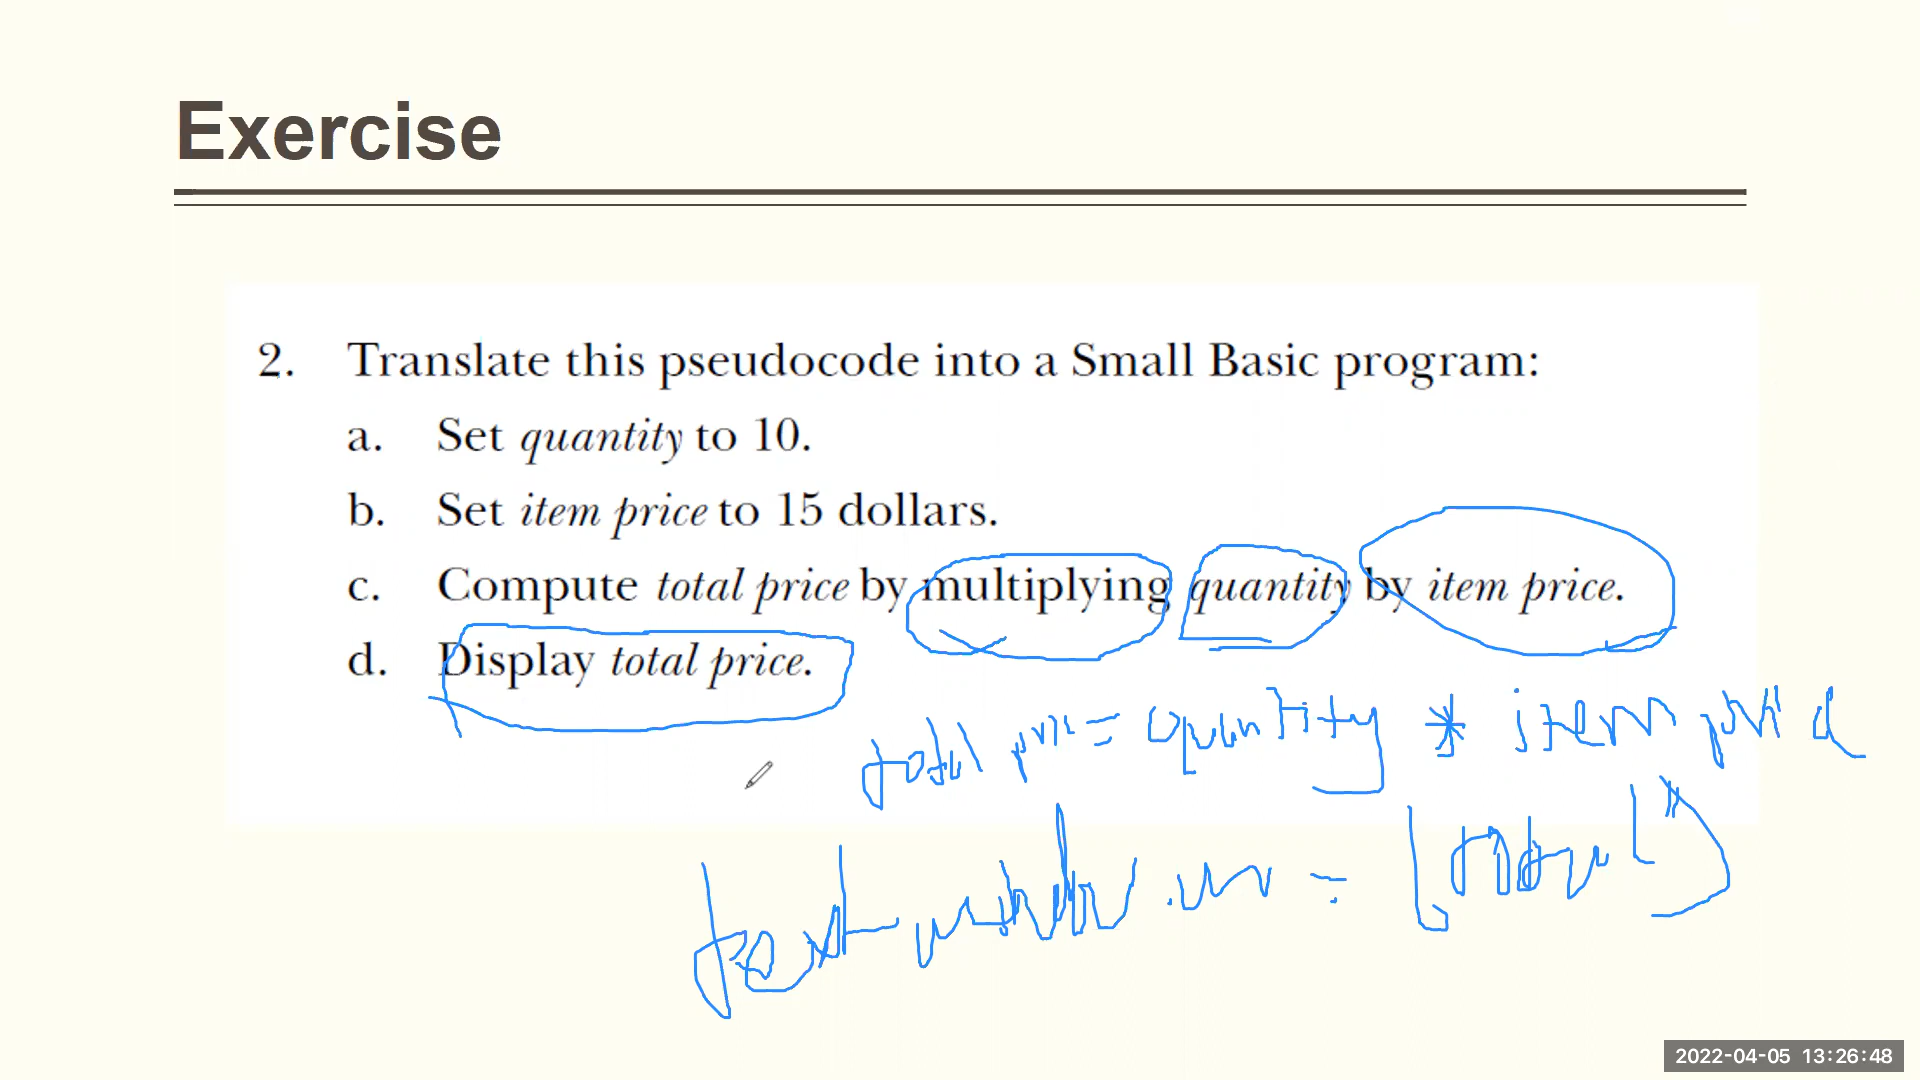 Exercise
2. Translate this pseudocode into a Small Basic program:
a. Set quantity to 10.
b. Set item price to 15 dollars.
c. Compute total price by multiplying quantity by item price.
d. Display total price.
total = quantity * item
text window
2022-04-05 13:26:48